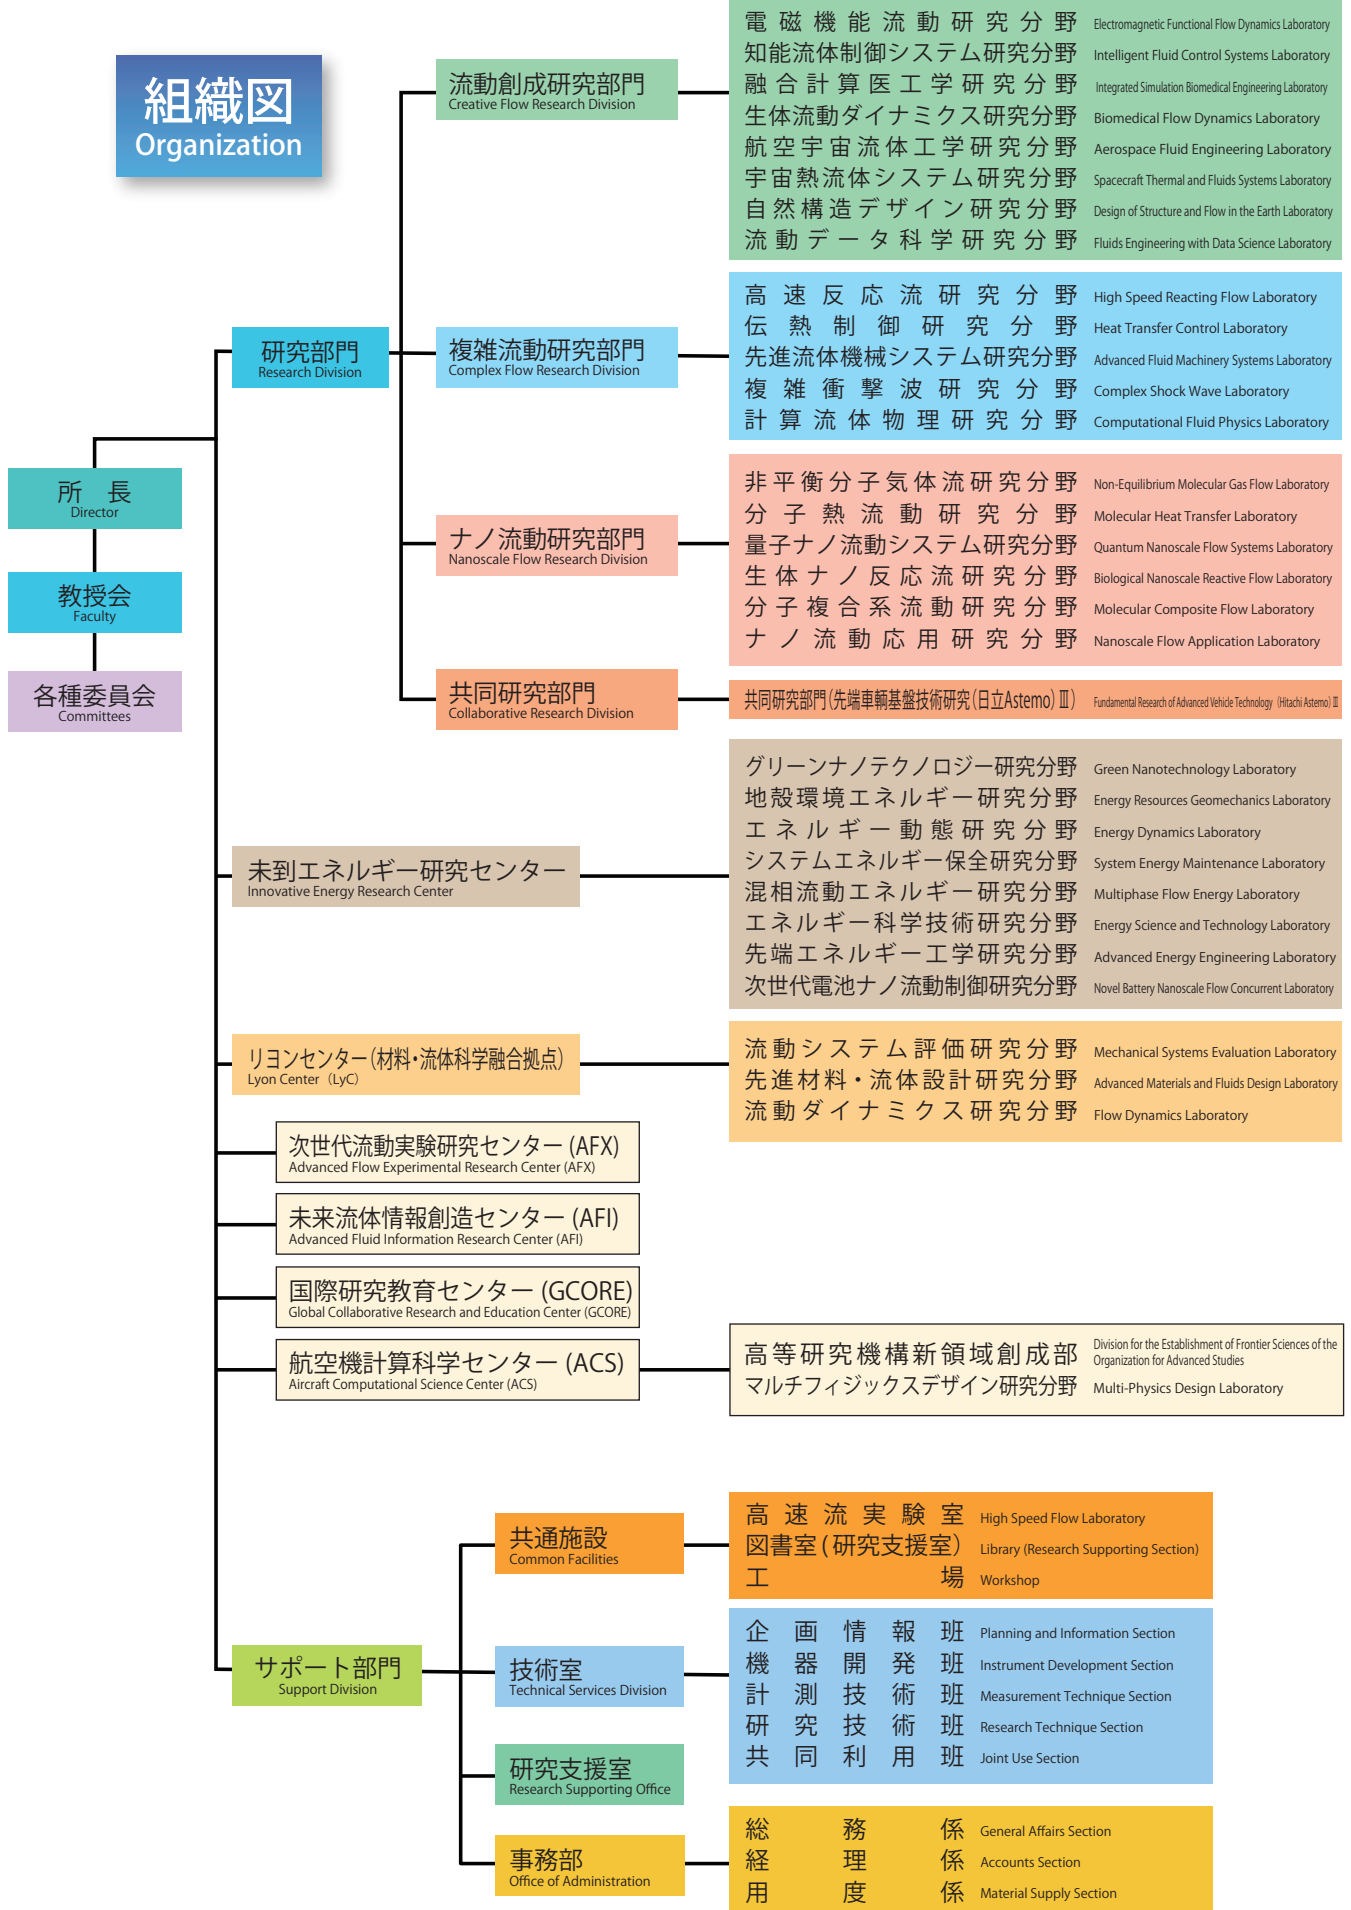 組織図
Organization
所 長
Director
教授会
Faculty
各種委員会
Committees
研究部門
Research Division
流動創成研究部門
Creative Flow Research Division
電磁機能流動研究分野 Electromagnetic Functional Flow Dynamics Laboratory
知能流体制御システム研究分野 Intelligent Fluid Control Systems Laboratory
融合計算医工学研究分野 Integrated Simulation Biomedical Engineering Laboratory
生体流動ダイナミクス研究分野 Biomedical Flow Dynamics Laboratory
航空宇宙流体工学研究分野 Aerospace Fluid Engineering Laboratory
宇宙熱流体システム研究分野 Spacecraft Thermal and Fluids Systems Laboratory
自然構造デザイン研究分野 Design of Structure and Flow in the Earth Laboratory
流動データ科学研究分野 Fluids Engineering with Data Science Laboratory
複雑流動研究部門
Complex Flow Research Division
高速反応流研究分野 High Speed Reacting Flow Laboratory
伝熱制御研究分野 Heat Transfer Control Laboratory
先進流体機械システム研究分野 Advanced Fluid Machinery Systems Laboratory
複雑衝撃波研究分野 Complex Shock Wave Laboratory
計算流体物理研究分野 Computational Fluid Physics Laboratory
ナノ流動研究部門
Nanoscale Flow Research Division
非平衡分子気体流研究分野 Non-Equilibrium Molecular Gas Flow Laboratory
分子熱流動研究分野 Molecular Heat Transfer Laboratory
量子ナノ流動システム研究分野 Quantum Nanoscale Flow Systems Laboratory
生体ナノ反応流研究分野 Biological Nanoscale Reactive Flow Laboratory
分子複合系流動研究分野 Molecular Composite Flow Laboratory
ナノ流動応用研究分野 Nanoscale Flow Application Laboratory
共同研究部門
Collaborative Research Division
共同研究部門(先端車輌基盤技術研究(日立Astemo)Ⅲ) Fundamental Research of Advanced Vehicle Technology (Hitachi Astemo) Ⅲ
未到エネルギー研究センター
Innovative Energy Research Center
グリーンナノテクノロジー研究分野 Green Nanotechnology Laboratory
地殻環境エネルギー研究分野 Energy Resources Geomechanics Laboratory
エネルギー動態研究分野 Energy Dynamics Laboratory
システムエネルギー保全研究分野 System Energy Maintenance Laboratory
混相流動エネルギー研究分野 Multiphase Flow Energy Laboratory
エネルギー科学技術研究分野 Energy Science and Technology Laboratory
先端エネルギー工学研究分野 Advanced Energy Engineering Laboratory
次世代電池ナノ流動制御研究分野 Novel Battery Nanoscale Flow Concurrent Laboratory
リヨンセンター(材料・流体科学融合拠点)
Lyon Center (LyC)
流動システム評価研究分野 Mechanical Systems Evaluation Laboratory
先進材料・流体設計研究分野 Advanced Materials and Fluids Design Laboratory
流動ダイナミクス研究分野 Flow Dynamics Laboratory
次世代流動実験研究センター (AFX)
Advanced Flow Experimental Research Center (AFX)
未来流体情報創造センター (AFI)
Advanced Fluid Information Research Center (AFI)
国際研究教育センター (GCORE)
Global Collaborative Research and Education Center (GCORE)
航空機計算科学センター (ACS)
Aircraft Computational Science Center (ACS)
高等研究機構新領域創成部 Division for the Establishment of Frontier Sciences of the
Organization for Advanced Studies
マルチフィジックスデザイン研究分野 Multi-Physics Design Laboratory
サポート部門
Support Division
共通施設
Common Facilities
高速流実験室 High Speed Flow Laboratory
図書室(研究支援室) Library (Research Supporting Section)
工場 Workshop
技術室
Technical Services Division
企画情報班 Planning and Information Section
機器開発班 Instrument Development Section
計測技術班 Measurement Technique Section
研究技術班 Research Technique Section
共同利用班 Joint Use Section
研究支援室
Research Supporting Office
事務部
Office of Administration
総務係 General Affairs Section
経理係 Accounts Section
用度係 Material Supply Section